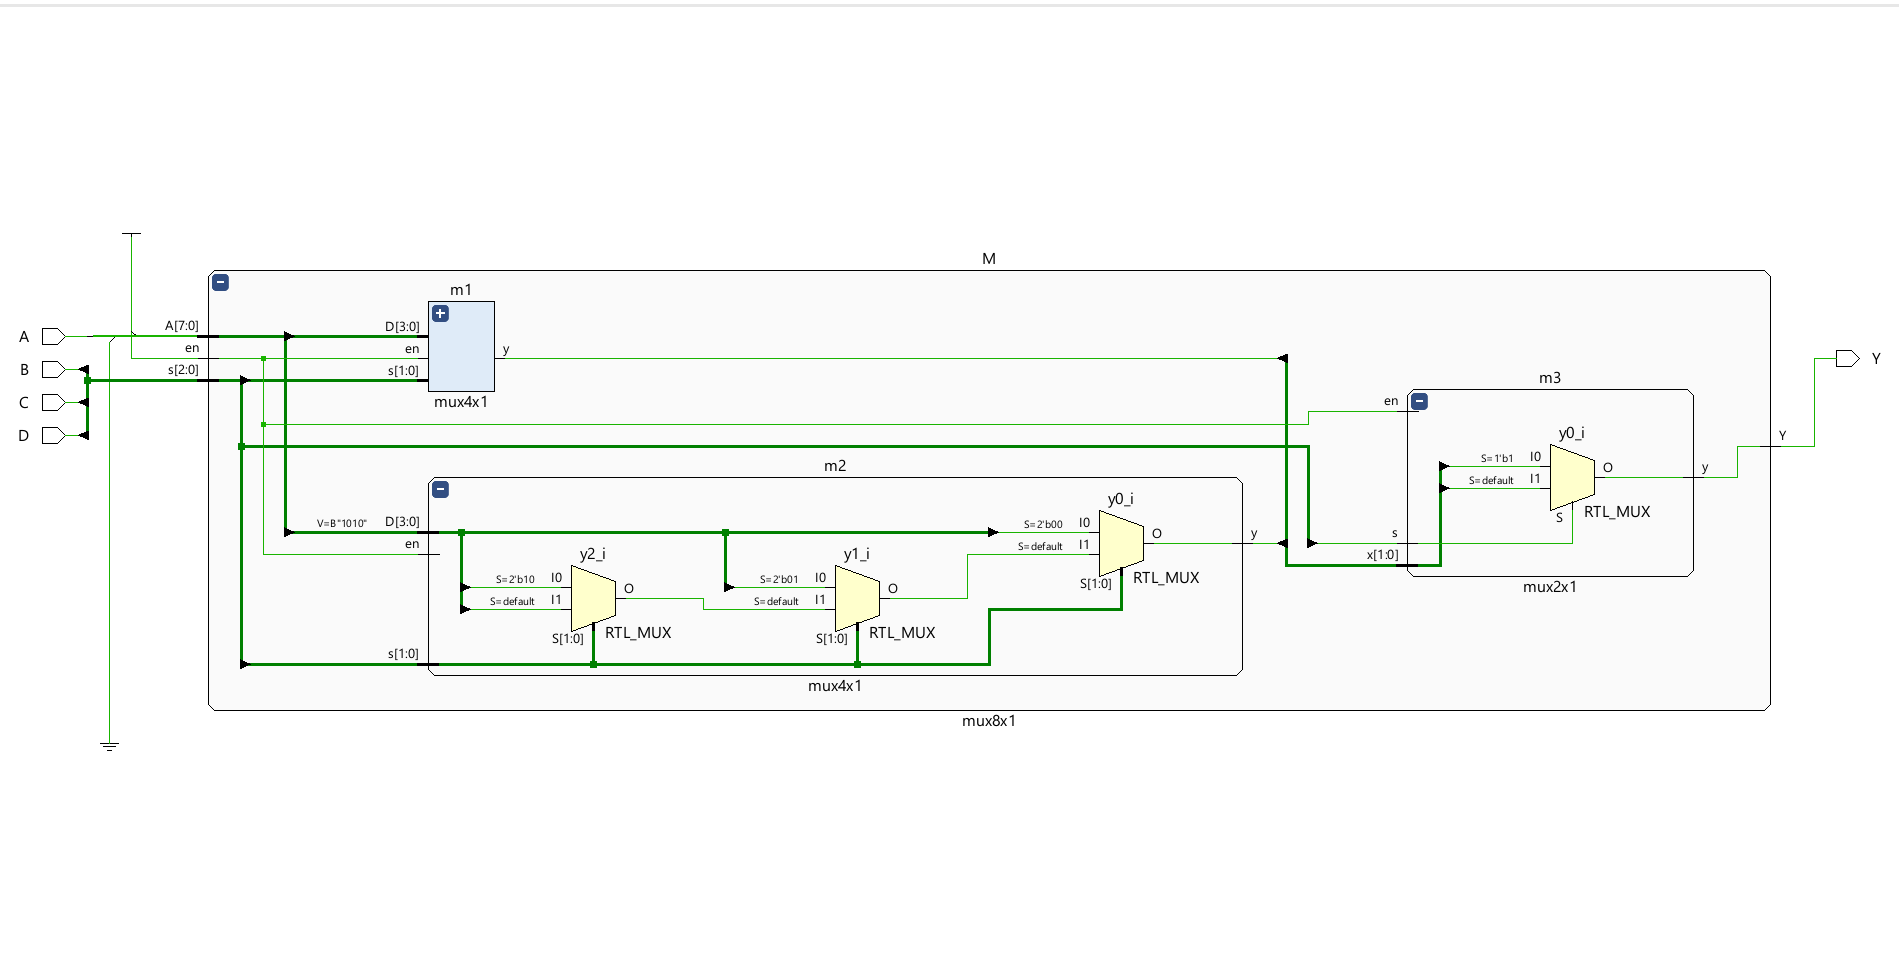 M
m1
A
A[7:0]
D[3:0]
en
en
y
B
s[2:0]
s[1:0]
Y
C
mux4x1
D
m3
en
y0_i
Y
m2
S=1'b1
I0
O
y
S=default
I1
S
RTL_MUX
y0_i
V=B"1010"
D[3:0]
S=2'b00
I0
O
y
s
en
S=default
I1
x[1:0]
y2_i
y1_i
S[1:0]
RTL_MUX
mux2x1
S=2'b10
I0
O
S=2'b01
I0
O
S=default
I1
S=default
I1
S[1:0]
RTL_MUX
S[1:0]
RTL_MUX
s[1:0]
mux4x1
mux8x1